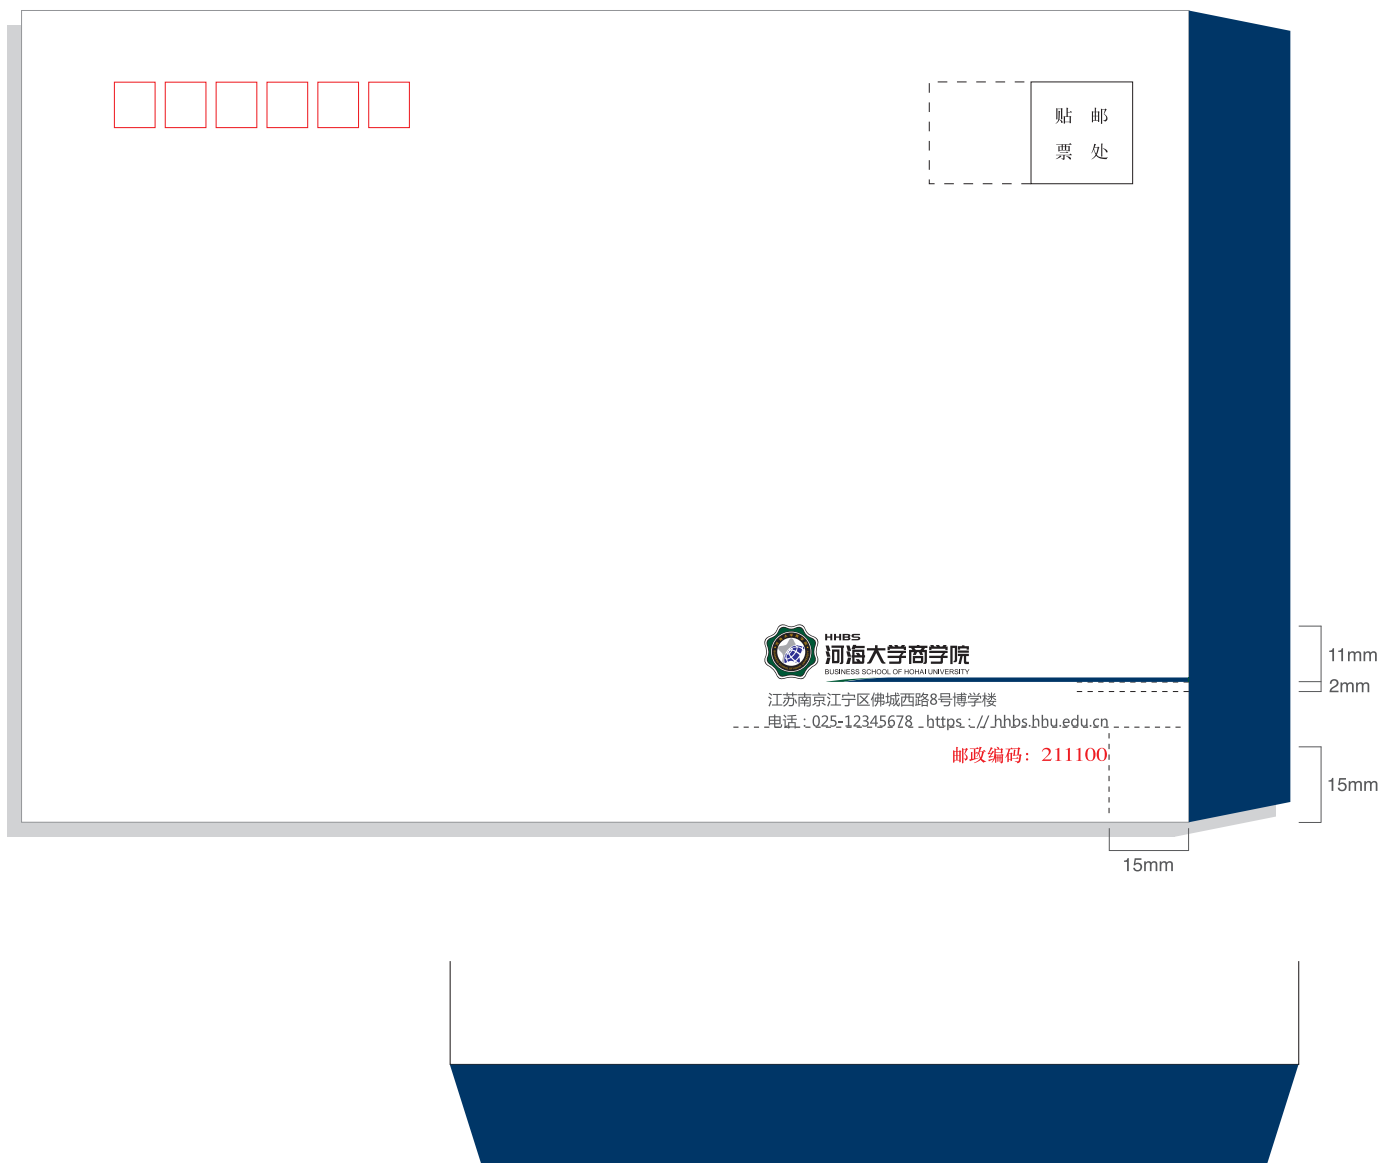 贴 邮
票 处
HHBS
河海大学商学院
BUSINESS SCHOOL OF HOHAI UNIVERSITY
11mm
2mm
江苏南京江宁区佛城西路8号博学楼
电话：025-12345678 https：// hhbs.hhu.edu.cn
邮政编码：211100
15mm
15mm